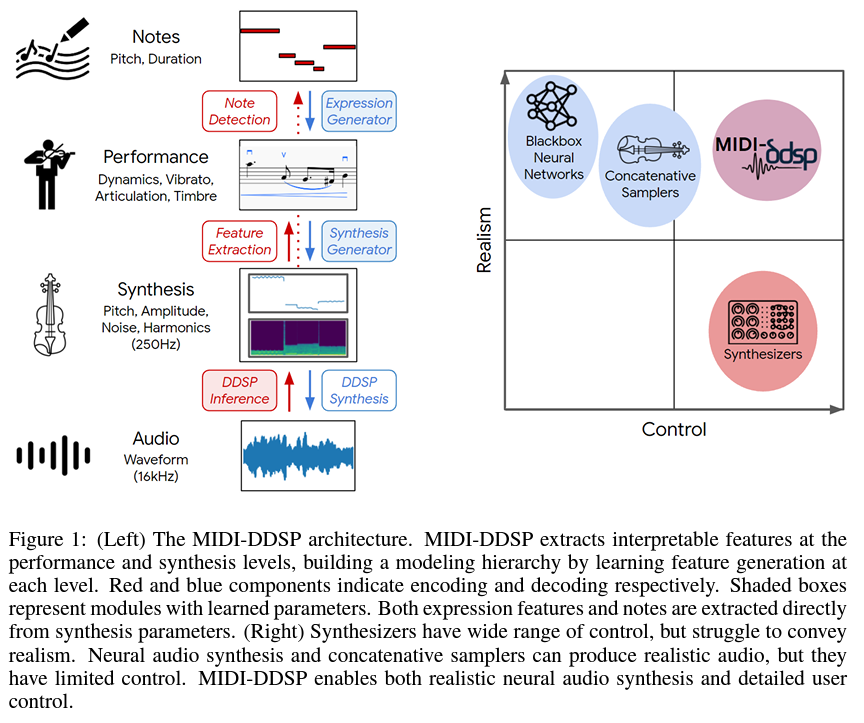 Notes
Pitch, Duration
Note
Detection
Expression
Generator
Performance
Dynamics, Vibrato,
Articulation, Timbre
Feature
Extraction
Synthesis
Generator
Synthesis
Pitch, Amplitude,
Noise, Harmonics
(250Hz)
DDSP
Inference
DDSP
Synthesis
Audio
Waveform
(16kHz)
Realism
Blackbox
Neural
Networks
Concatenative
Samplers
MIDI-ddsp
Synthesizers
Control
Figure 1: (Left) The MIDI-DDSP architecture. MIDI-DDSP extracts interpretable features at the
performance and synthesis levels, building a modeling hierarchy by learning feature generation at
each level. Red and blue components indicate encoding and decoding respectively. Shaded boxes
represent modules with learned parameters. Both expression features and notes are extracted directly
from synthesis parameters. (Right) Synthesizers have wide range of control, but struggle to convey
realism. Neural audio synthesis and concatenative samplers can produce realistic audio, but they
have limited control. MIDI-DDSP enables both realistic neural audio synthesis and detailed user
control.